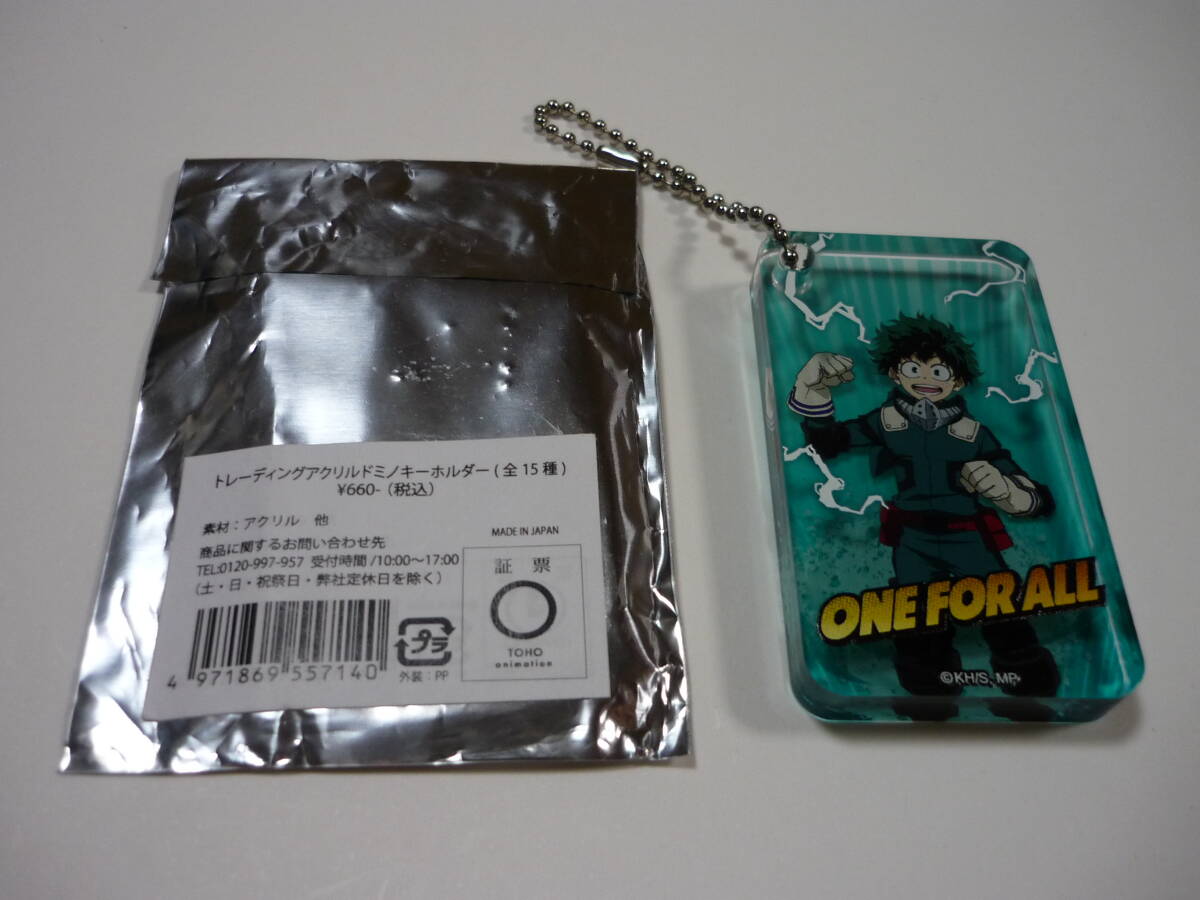 トレーディングアクリルドミノキーホルダー(全15種)
¥660-（税込）
素材：アクリル　他
商品に関するお問い合わせ先
TEL:0120-997-957 受付時間/10:00～17:00
（土・日・祝祭日・弊社定休日を除く）
4 971869 557140
プラ
外装：PP
MADE IN JAPAN
証票
TOHO
animation
ONE FOR ALL
©KH/S, MP